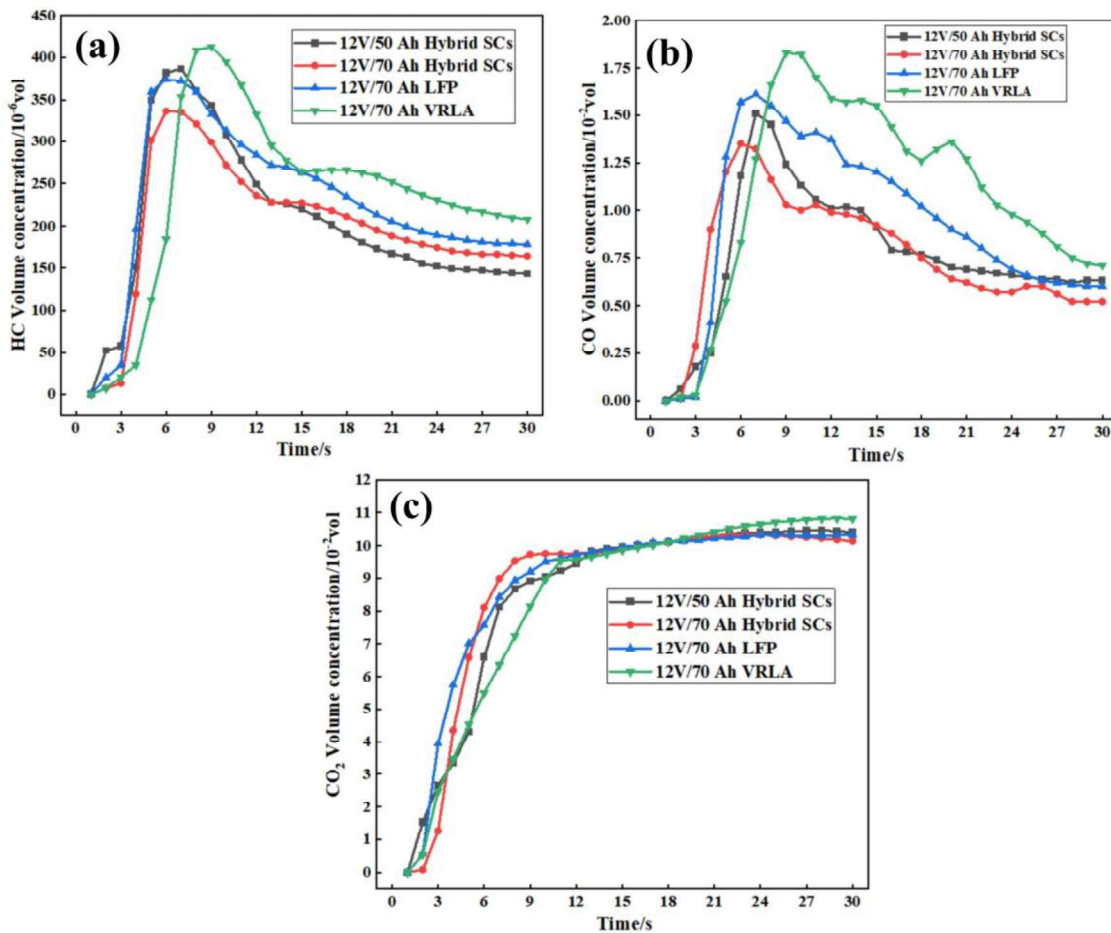 (a)
12V/50 Ah Hybrid SCs
12V/70 Ah Hybrid SCs
12V/70 Ah LFP
12V/70 Ah VRLA
HC Volume concentration/10⁻⁶vol
450
400
350
300
250
200
150
100
50
0
0 3 6 9 12 15 18 21 24 27 30
Time/s
(b)
12V/50 Ah Hybrid SCs
12V/70 Ah Hybrid SCs
12V/70 Ah LFP
12V/70 Ah VRLA
CO Volume concentration/10⁻²vol
2.00
1.75
1.50
1.25
1.00
0.75
0.50
0.25
0.00
0 3 6 9 12 15 18 21 24 27 30
Time/s
(c)
12V/50 Ah Hybrid SCs
12V/70 Ah Hybrid SCs
12V/70 Ah LFP
12V/70 Ah VRLA
CO₂ Volume concentration/10⁻²vol
12
11
10
9
8
7
6
5
4
3
2
1
0
0 3 6 9 12 15 18 21 24 27 30
Time/s